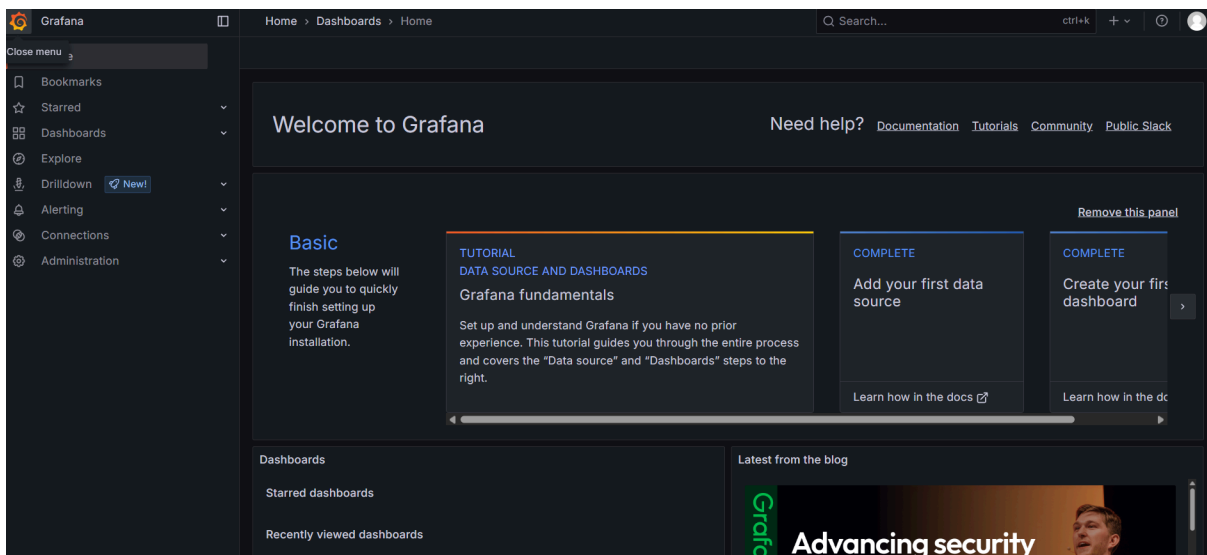 Grafana
Home › Dashboards › Home
Search...
ctrl+k
Close menu
Bookmarks
Starred
Dashboards
Explore
Drilldown
New!
Alerting
Connections
Administration
Welcome to Grafana
Need help?
Documentation
Tutorials
Community
Public Slack
Remove this panel
Basic
The steps below will
guide you to quickly
finish setting up
your Grafana
installation.
TUTORIAL
DATA SOURCE AND DASHBOARDS
Grafana fundamentals
Set up and understand Grafana if you have no prior
experience. This tutorial guides you through the entire process
and covers the “Data source” and “Dashboards” steps to the
right.
COMPLETE
Add your first data
source
Learn how in the docs
COMPLETE
Create your firs
dashboard
Learn how in the do
Dashboards
Starred dashboards
Recently viewed dashboards
Latest from the blog
Grafa
Advancing security